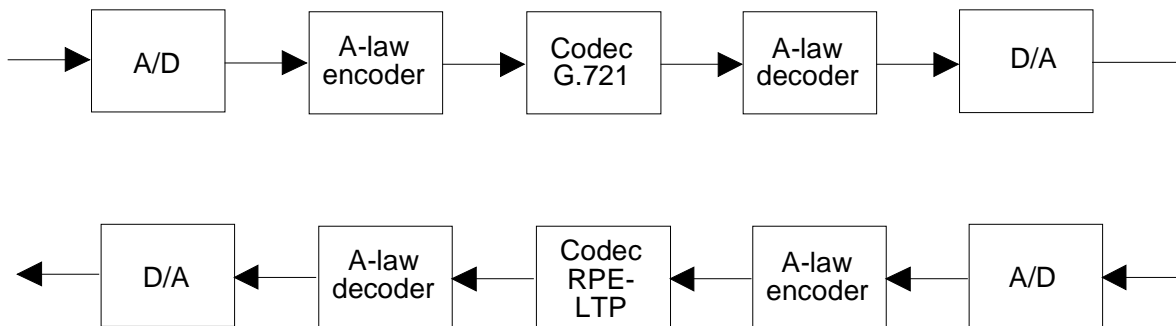 A/D
A-law
encoder
Codec
G.721
A-law
decoder
D/A
D/A
A-law
decoder
Codec
RPE-
LTP
A-law
encoder
A/D